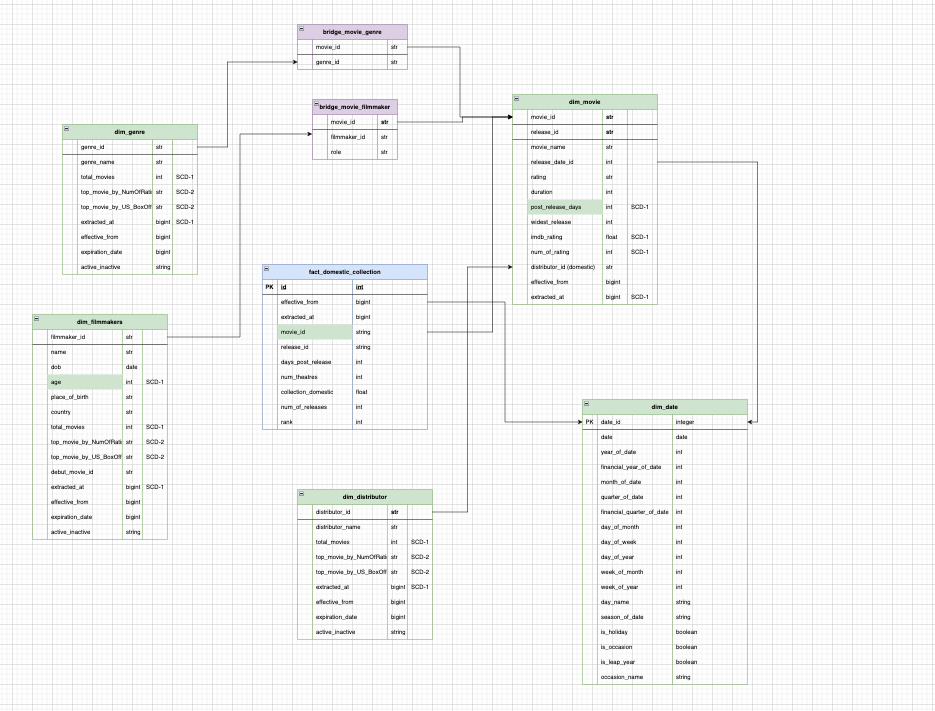 bridge_movie_genre
movie_id str
genre_id str
bridge_movie_filmmaker
movie_id str
filmmaker_id str
role str
dim_movie
movie_id str
release_id str
movie_name str
release_date_id int
rating str
duration int
post_release_days int SCD-1
widest_release int
imdb_rating float SCD-1
num_of_rating int SCD-1
distributor_id (domestic) str
effective_from bigint
extracted_at bigint SCD-1
dim_genre
genre_id str
genre_name str
total_movies int SCD-1
top_movie_by_NumOfRati str SCD-2
top_movie_by_US_BoxOff str SCD-2
extracted_at bigint SCD-1
effective_from bigint
expiration_date bigint
active_inactive string
fact_domestic_collection
PK id int
effective_from bigint
extracted_at bigint
movie_id string
release_id string
days_post_release int
num_theatres int
collection_domestic float
num_of_releases int
rank int
dim_filmmakers
filmmaker_id str
name str
dob date
age int SCD-1
place_of_birth str
country str
total_movies int SCD-1
top_movie_by_NumOfRati str SCD-2
top_movie_by_US_BoxOff str SCD-2
debut_movie_id str
extracted_at bigint SCD-1
effective_from bigint
expiration_date bigint
active_inactive string
dim_distributor
distributor_id str
distributor_name str
total_movies int SCD-1
top_movie_by_NumOfRati str SCD-2
top_movie_by_US_BoxOff str SCD-2
extracted_at bigint SCD-1
effective_from bigint
expiration_date bigint
active_inactive string
dim_date
PK date_id integer
date date
year_of_date int
financial_year_of_date int
month_of_date int
quarter_of_date int
financial_quarter_of_date int
day_of_month int
day_of_week int
day_of_year int
week_of_month int
week_of_year int
day_name string
season_of_date string
is_holiday boolean
is_occasion boolean
is_leap_year boolean
occasion_name string